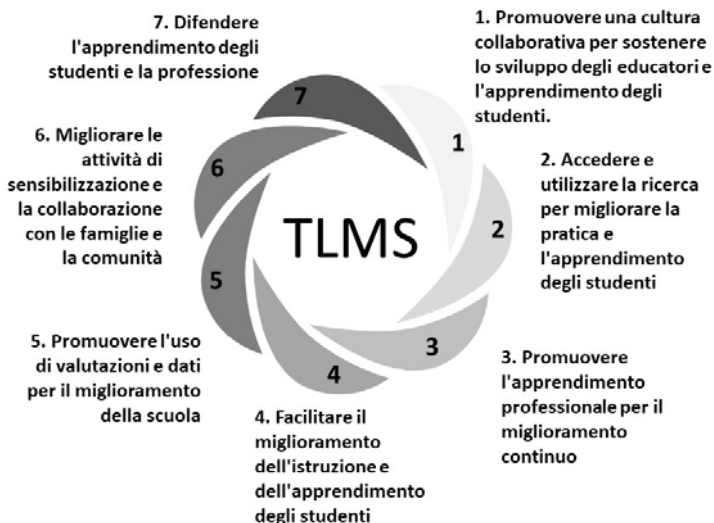 1. Promuovere una cultura
collaborativa per sostenere
lo sviluppo degli educatori e
l'apprendimento degli
studenti.
2. Accedere e
utilizzare la ricerca
per migliorare la
pratica e
l'apprendimento
degli studenti
3. Promuovere
l'apprendimento
professionale per il
miglioramento
continuo
4. Facilitare il
miglioramento
dell'istruzione e
dell'apprendimento
degli studenti
5. Promuovere l'uso
di valutazioni e dati
per il miglioramento
della scuola
6. Migliorare le
attività di
sensibilizzazione e
la collaborazione
con le famiglie e
la comunità
7. Difendere
l'apprendimento degli
studenti e la professione
TLMS
1
2
3
4
5
6
7